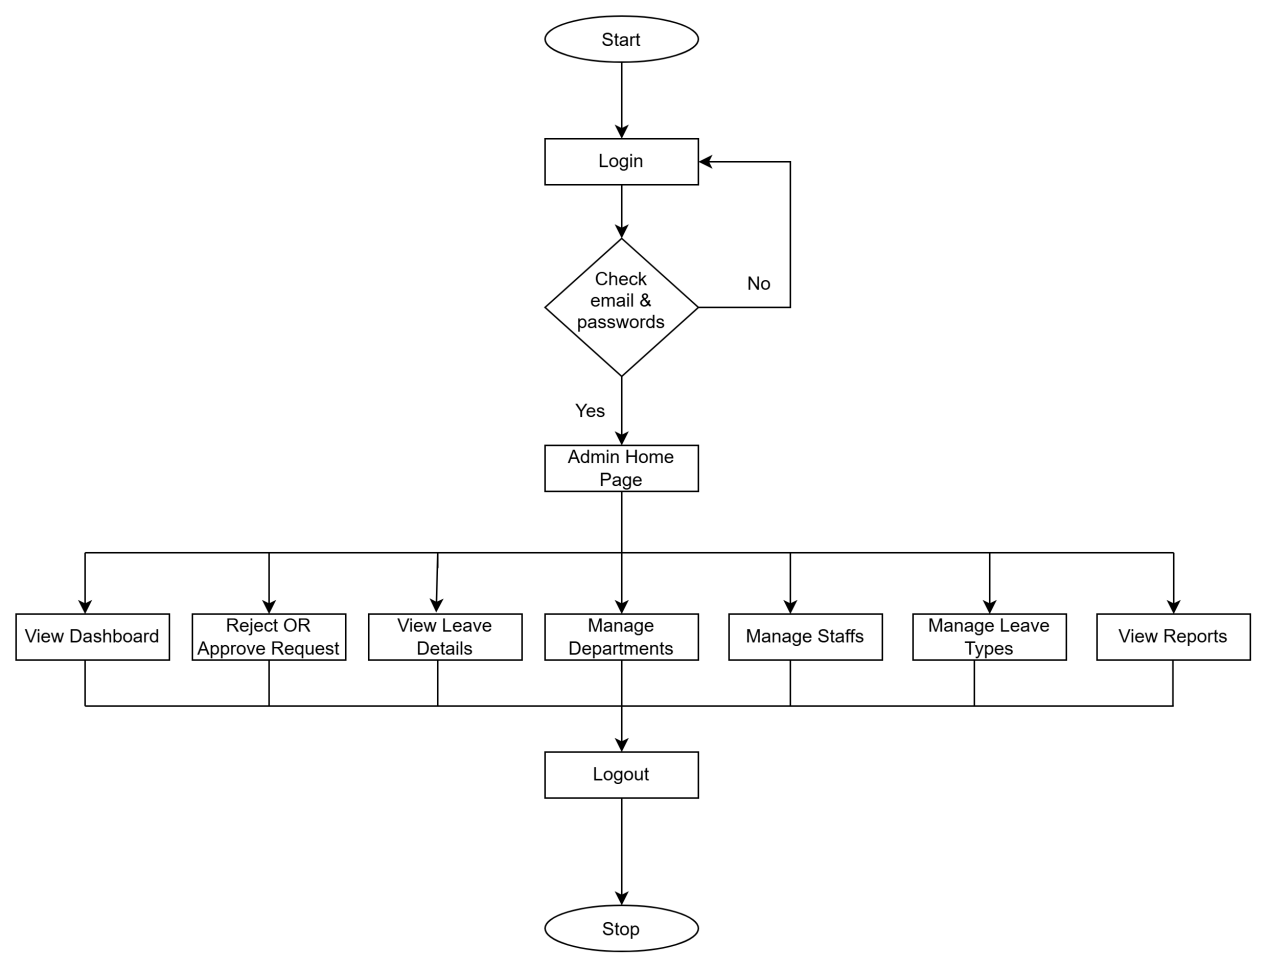 Start
Login
Check
email &
passwords
No
Yes
Admin Home
Page
View Dashboard
Reject OR
Approve Request
View Leave
Details
Manage
Departments
Manage Staffs
Manage Leave
Types
View Reports
Logout
Stop